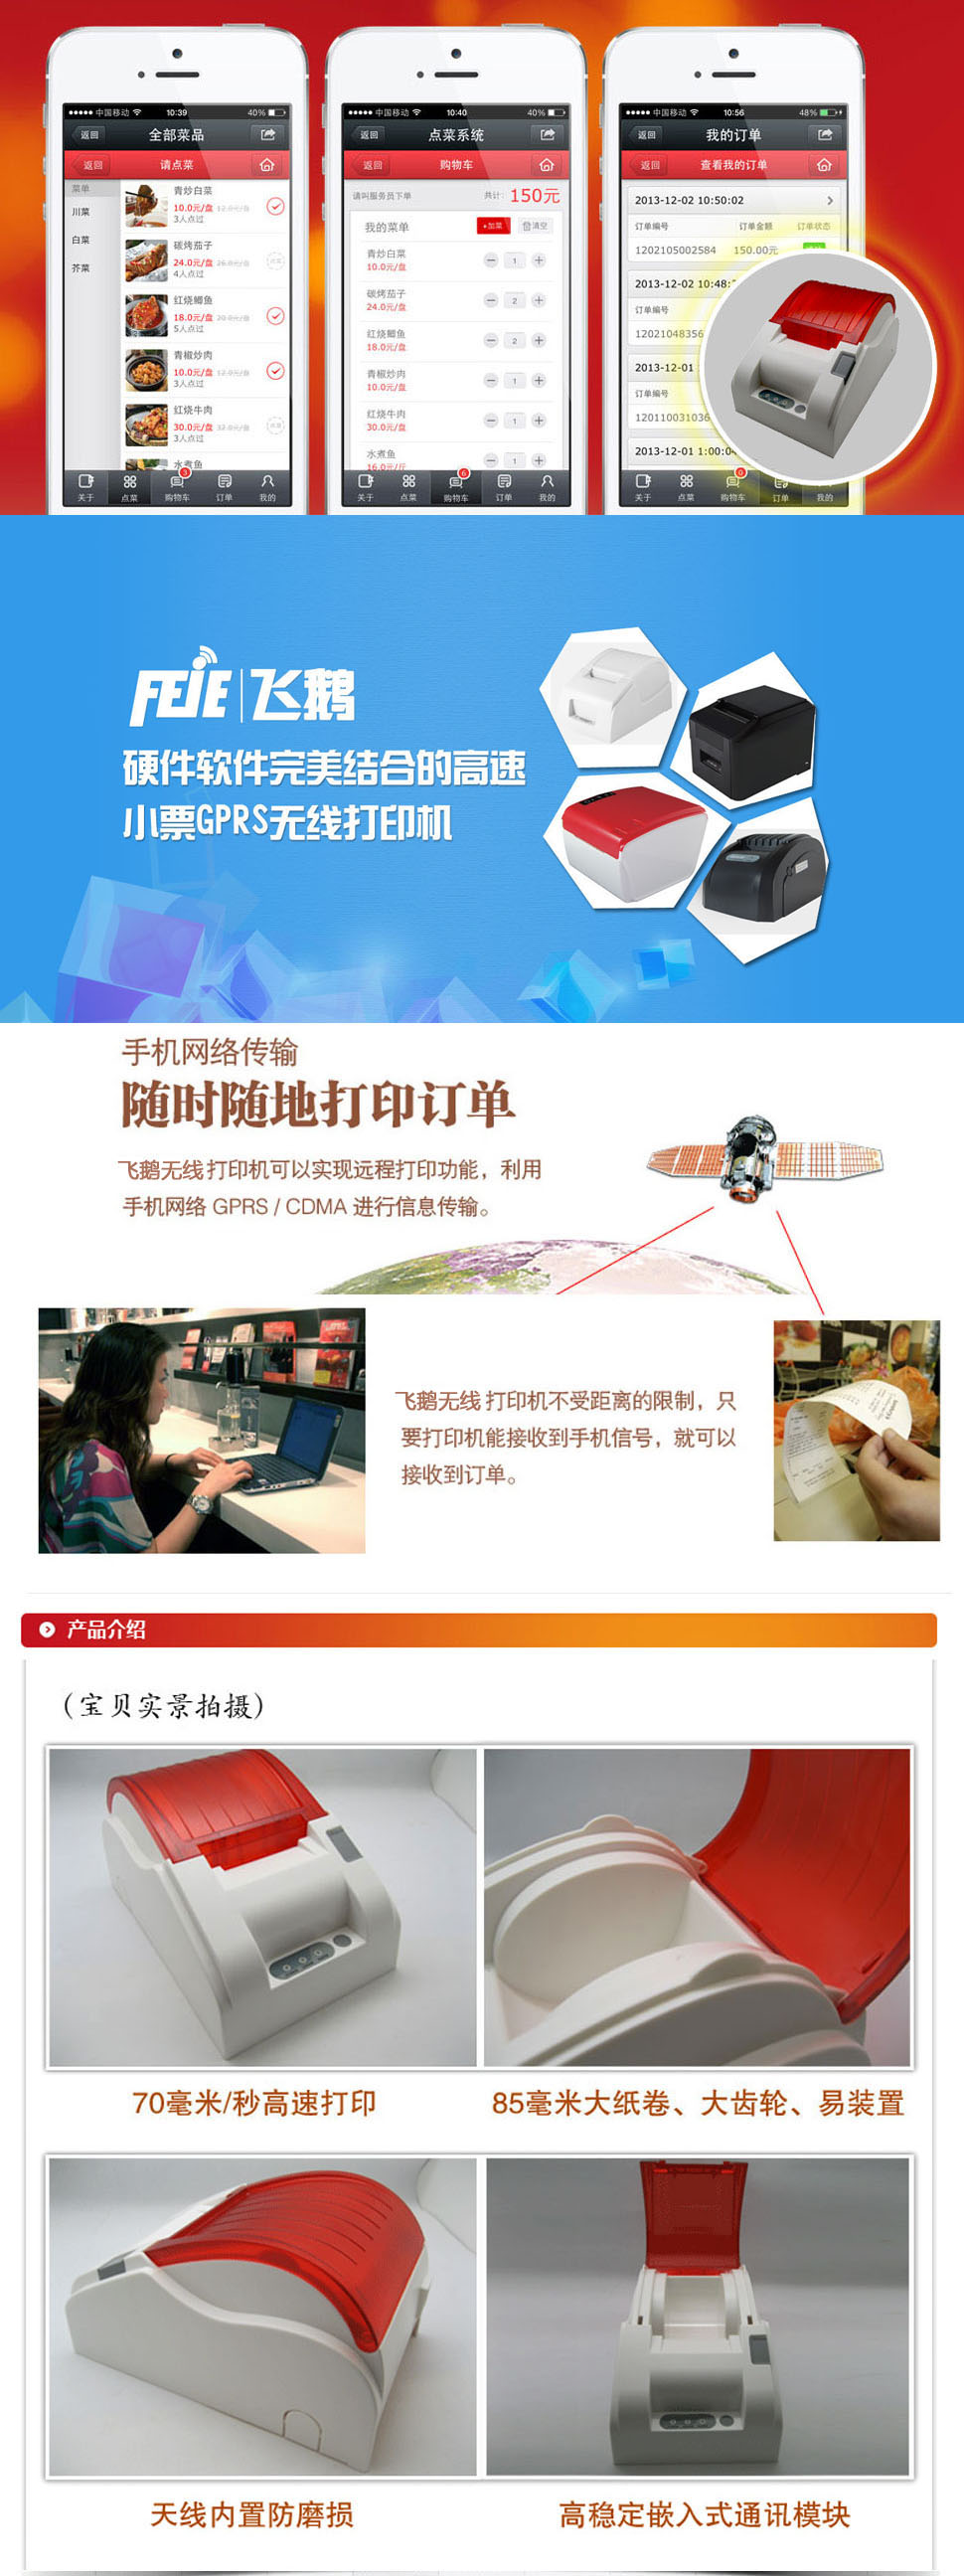 中国移动 10:39 40%
返回 全部菜品
返回 请点菜
菜单
川菜
白菜
芥菜
青炒白菜
10.0元/盘 12.0元/盘
3人点过
碳烤茄子
24.0元/盘 26.0元/盘
4人点过
点菜
红烧鲫鱼
18.0元/盘 20.0元/盘
5人点过
青椒炒肉
10.0元/盘 12.0元/盘
3人点过
红烧牛肉
30.0元/盘 32.0元/盘
3人点过
点菜
水煮鱼
3
关于 点菜 购物车 订单 我的
中国移动 10:40 40%
返回 点菜系统
返回 购物车
请叫服务员下单 共计: 150元
我的菜单 +加菜 清空
青炒白菜
10.0元/盘
1
碳烤茄子
24.0元/盘
2
红烧鲫鱼
18.0元/盘
2
青椒炒肉
10.0元/盘
1
红烧牛肉
30.0元/盘
1
水煮鱼
16.0元/斤
1
6
关于 点菜 购物车 订单 我的
中国移动 10:56 48%
返回 我的订单
返回 查看我的订单
2013-12-02 10:50:02
订单编号 订单金额 订单状态
1202105002584 150.00元
2013-12-02 10:48:
订单编号
12021048356
2013-12-01
订单编号
120110031036
2013-12-01 1:00:04
0
关于 点菜 购物车 订单 我的
FEIE 飞鹅
硬件软件完美结合的高速
小票GPRS无线打印机
手机网络传输
随时随地打印订单
飞鹅无线打印机可以实现远程打印功能，利用
手机网络 GPRS / CDMA 进行信息传输。
飞鹅无线打印机不受距离的限制，只
要打印机能接收到手机信号，就可以
接收到订单。
产品介绍
（宝贝实景拍摄）
70毫米/秒高速打印
85毫米大纸卷、大齿轮、易装置
天线内置防磨损
高稳定嵌入式通讯模块